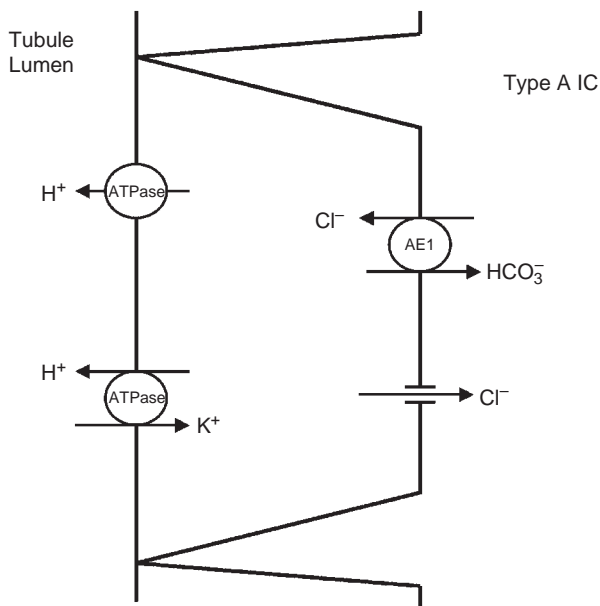 Tubule
Lumen
Type A IC
H⁺
ATPase
Cl⁻
AE1
HCO₃⁻
H⁺
ATPase
K⁺
Cl⁻